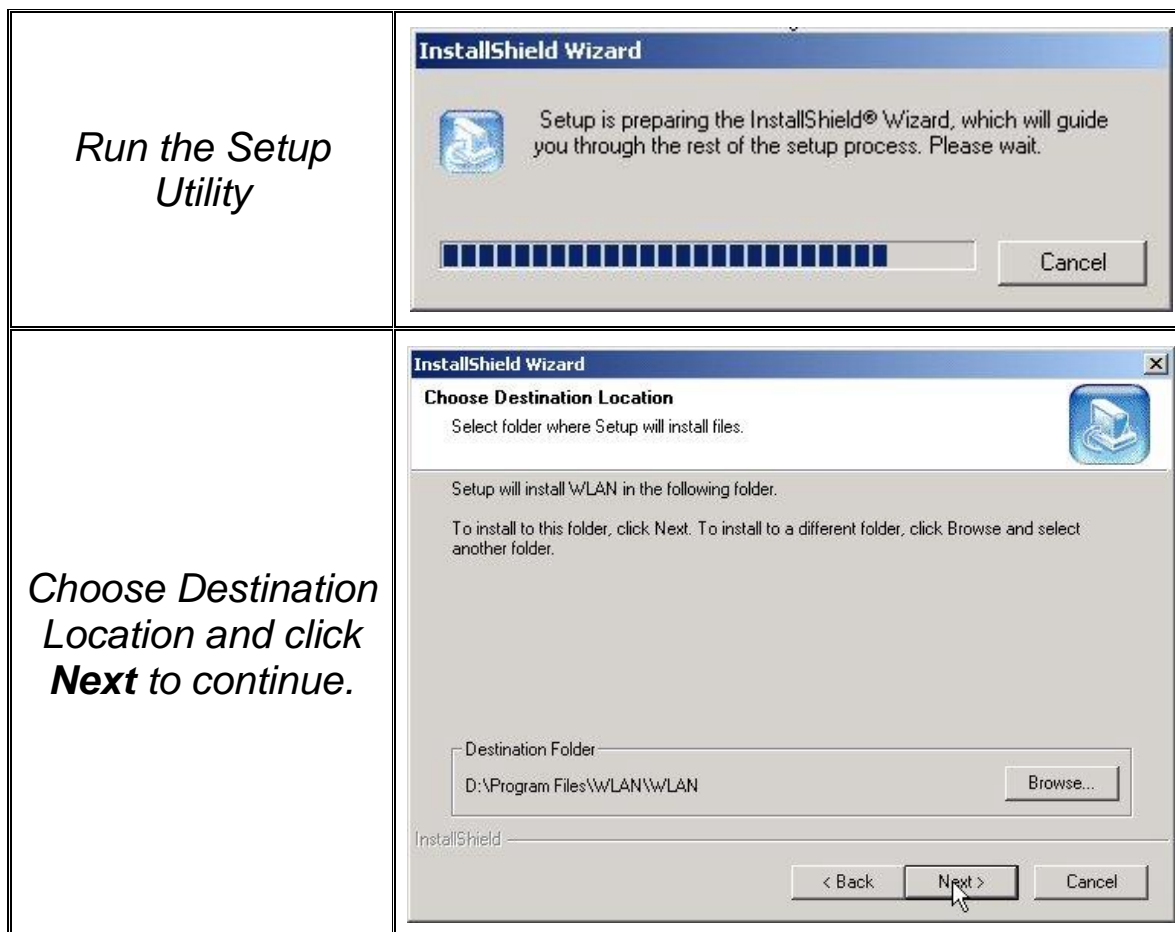 Run the Setup
Utility
InstallShield Wizard
Setup is preparing the InstallShield® Wizard, which will guide
you through the rest of the setup process. Please wait.
Cancel
Choose Destination
Location and click
Next to continue.
InstallShield Wizard
Choose Destination Location
Select folder where Setup will install files.
Setup will install WLAN in the following folder.
To install to this folder, click Next. To install to a different folder, click Browse and select
another folder.
Destination Folder
D:\Program Files\WLAN\WLAN
Browse...
InstallShield
< Back
Next >
Cancel